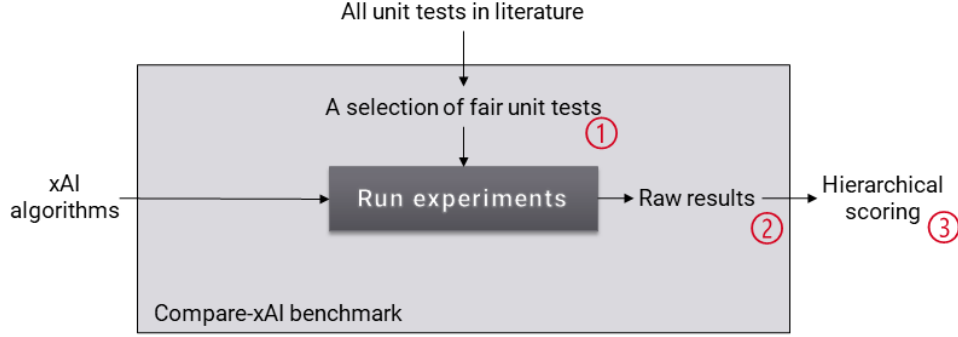 All unit tests in literature
A selection of fair unit tests
①
xAI
algorithms
Run experiments
Raw results
②
Hierarchical
scoring
③
Compare-xAI benchmark